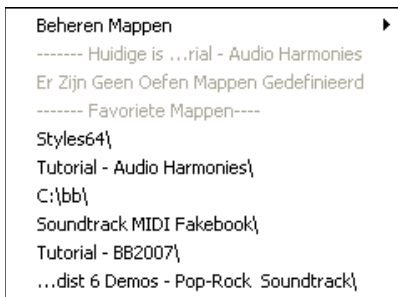 Beheren Mappen
------- Huidige is ...rial - Audio Harmonies
Er Zijn Geen Oefen Mappen Gedefinieerd
------- Favoriete Mappen----
Styles64\
Tutorial - Audio Harmonies\
C:\bb\
Soundtrack MIDI Fakebook\
Tutorial - BB2007\
...dist 6 Demos - Pop-Rock  Soundtrack\